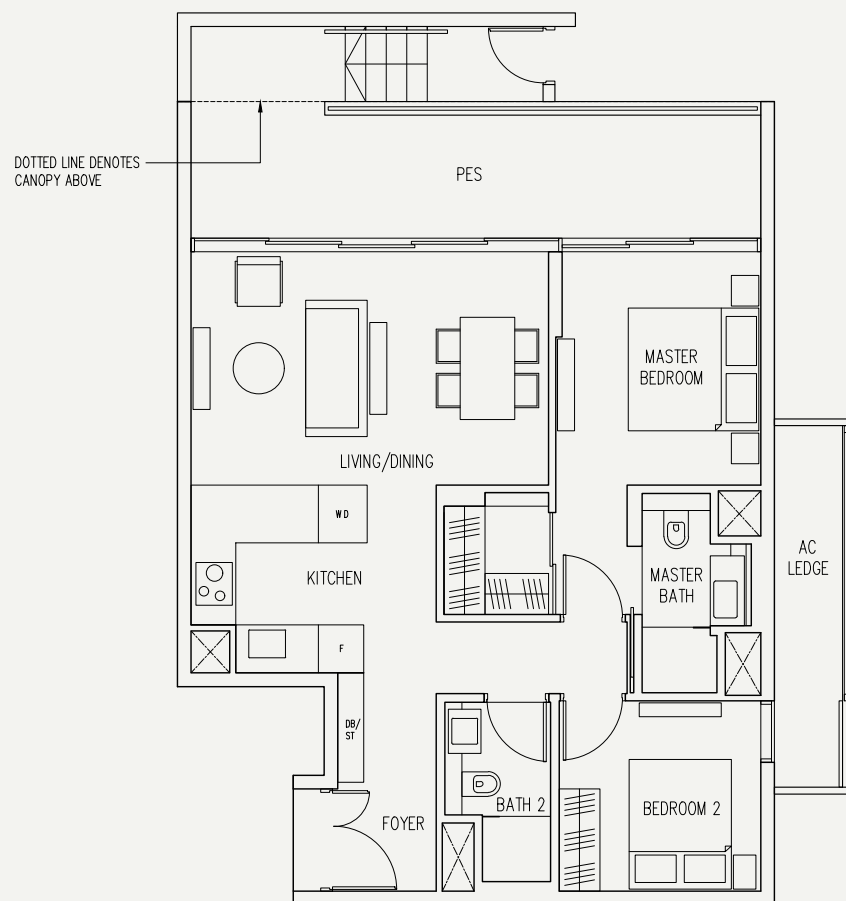 DOTTED LINE DENOTES
CANOPY ABOVE
PES
MASTER
BEDROOM
LIVING/DINING
WD
KITCHEN
MASTER
BATH
AC
LEDGE
F
DB/
ST
FOYER
BATH 2
BEDROOM 2